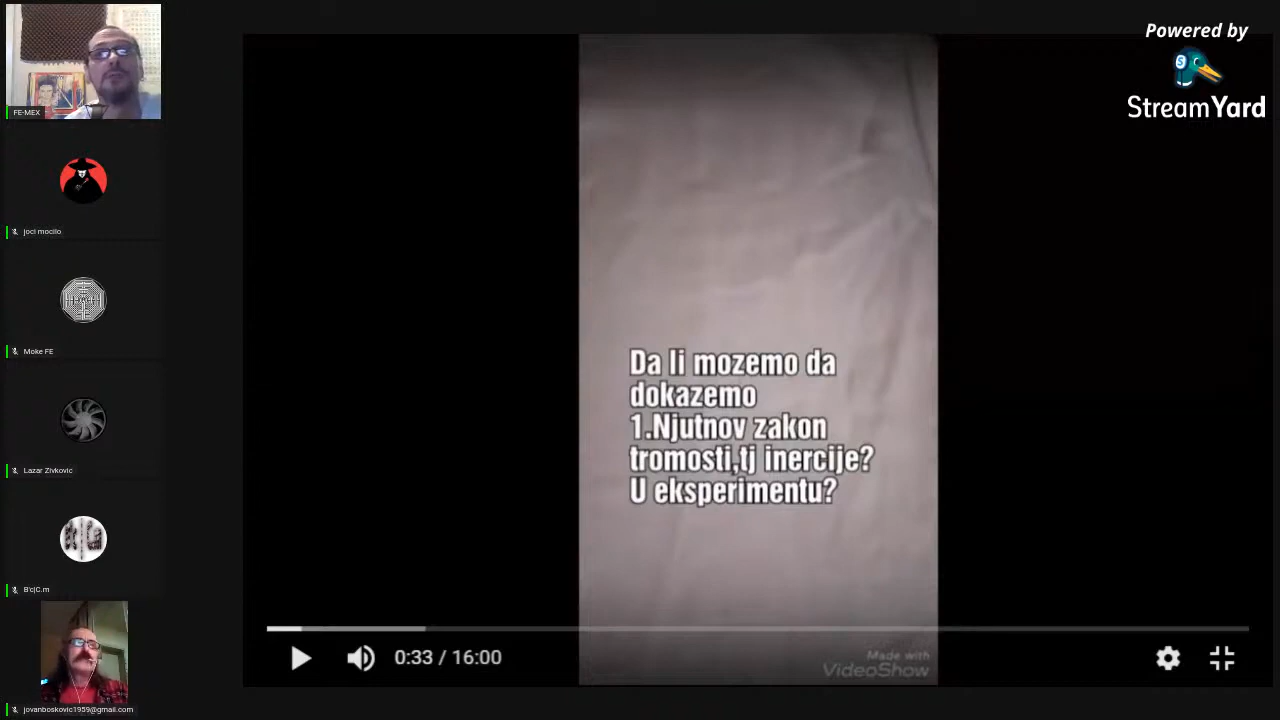 Powered by
StreamYard
FE-MEX
joci mocilo
Moke FE
Lazar Zivkovic
B'c|C.m
jovanboskovic1959@gmail.com
Da li mozemo da
dokazemo
1.Njutnov zakon
tromosti,tj inercije?
U eksperimentu?
Made with
VideoShow
0:33 / 16:00